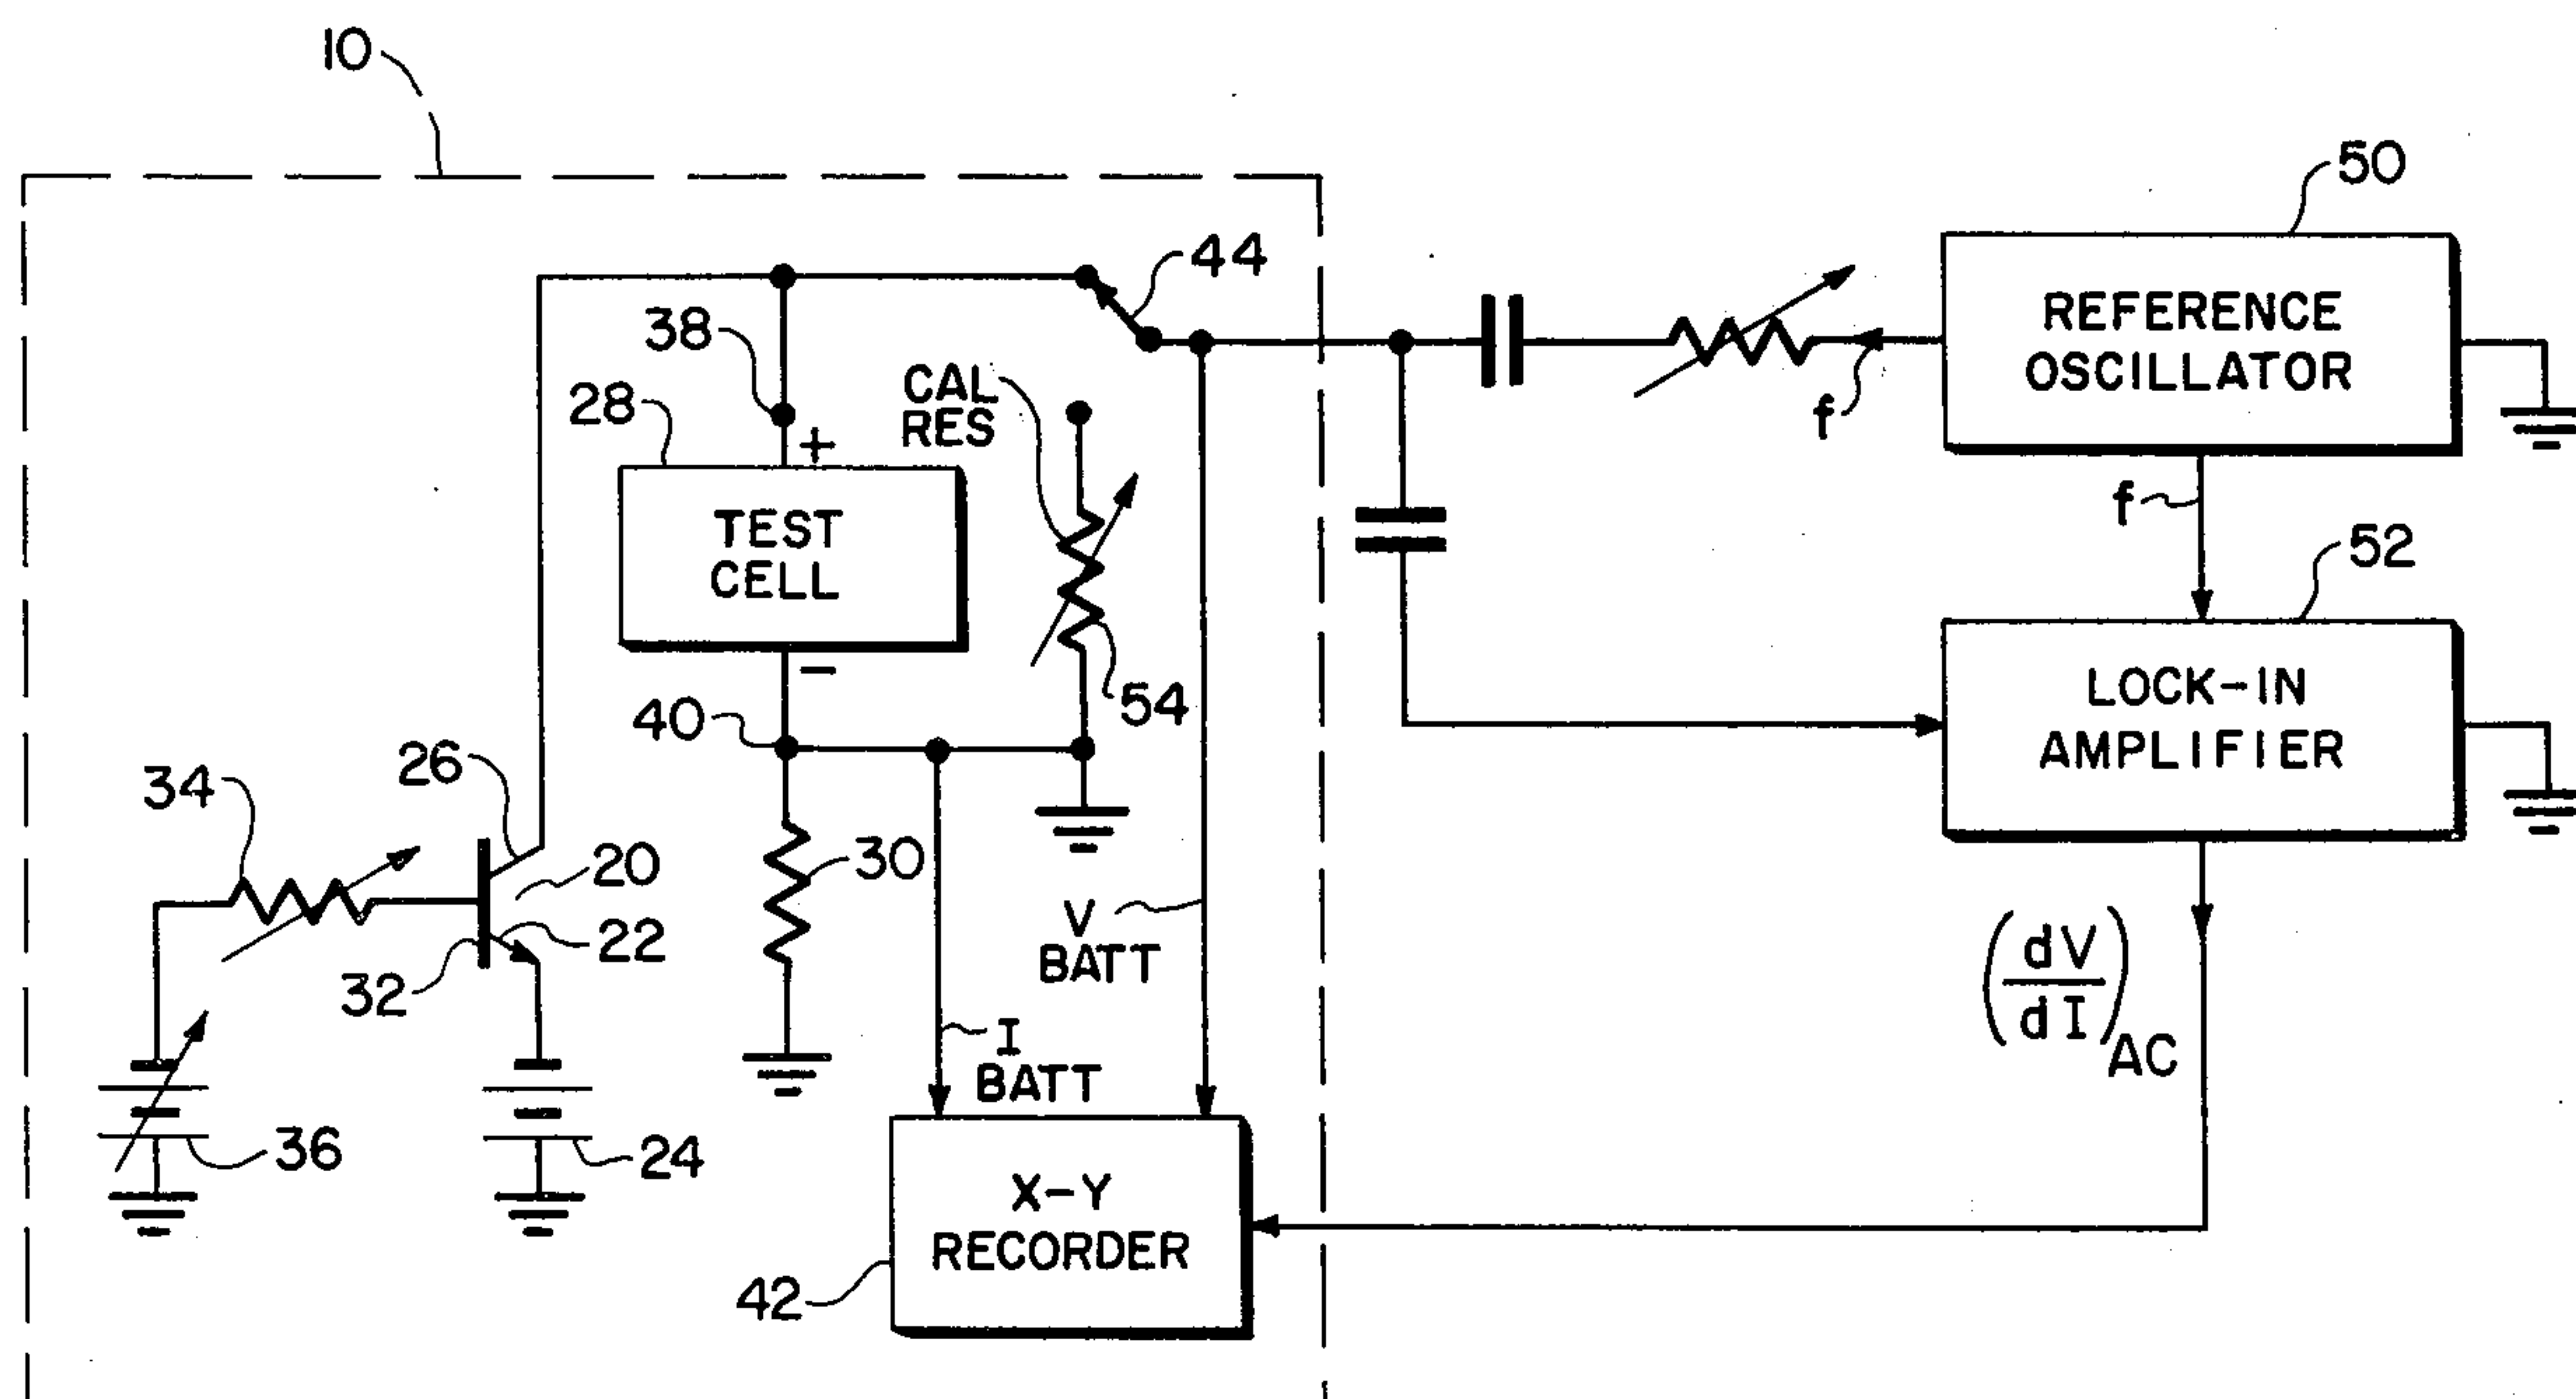 10
50
44
REFERENCE
OSCILLATOR
38
CAL
RES
28
+
f
TEST
CELL
f
52
54
LOCK-IN
AMPLIFIER
−
40
26
34
20
30
22
32
V
BATT
(dV/dI)AC
I
BATT
36
24
X-Y
RECORDER
42